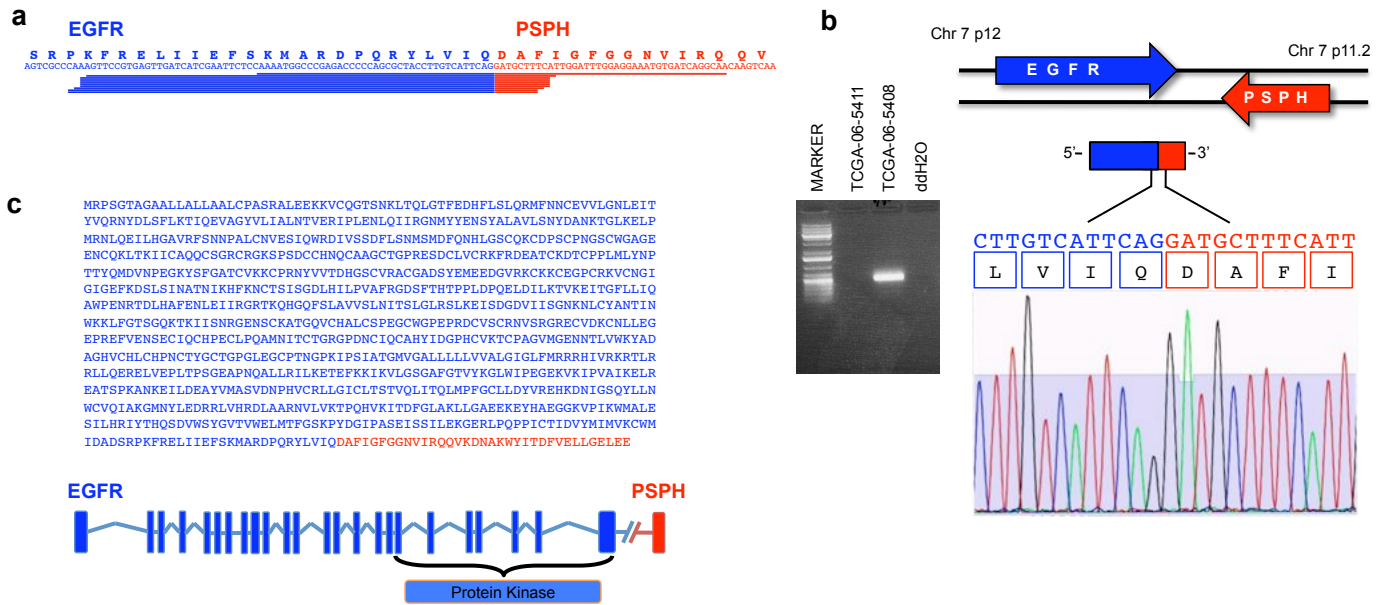 a
EGFR PSPH
S R P K F R E L I I E F S K M A R D P Q R Y L V I Q D A F I G F G G N V I R Q Q V
AGTCGCCCAAAGTTCCGTGAGTTGATCATCGAATTCTCCAAAATGGCCCGAGACCCCCAGCGCTACCTTGTCATTCAGGATGCTTTCATTGGATTTGGAGGAAATGTGATCAGGCAACAAGTCAA
b
Chr 7 p12
Chr 7 p11.2
EGFR
PSPH
5'-
-3'
MARKER
TCGA-06-5411
TCGA-06-5408
ddH2O
CTTGTCATTCAGGATGCTTTCATT
L V I Q D A F I
c
MRPSGTAGAALLALLAALCPASRALEEKKVCQGTSNKLTQLGTFEDHFLSLQRMFNNCEVVLGNLEIT
YVQRNYDLSFLKTIQEVAGYVLIALNTVERIPLENLQIIRGNMYYENSYALAVLSNYDANKTGLKELP
MRNLQEILHGAVRFSNNPALCNVESIQWRDIVSSDFLSNMSMDFQNHLGSCQKCDPSCPNGSCWGAGE
ENCQKLTKIICAQQCSGRCRGKSPSDCCHNQCAAGCTGPRESDCLVCRKFRDEATCKDTCPPLMLYNP
TTYQMDVNPEGKYSFGATCVKKCPRNYVVTDHGSCVRACGADSYEMEEDGVRKCKKCEGPCRKVCNGI
GIGEFKDSLSINATNIKHFKNCTSISGDLHILPVAFRGDSFTHTPPLDPQELDILKTVKEITGFLLIQ
AWPENRTDLHAFENLEIIRGRTKQHGQFSLAVVSLNITSLGLRSLKEISDGDVIISGNKNLCYANTIN
WKKLFGTSGQKTKIISNRGENSCKATGQVCHALCSPEGCWGPEPRDCVSCRNVSRGRECVDKCNLLEG
EPREFVENSECIQCHPECLPQAMNITCTGRGPDNCIQCAHYIDGPHCVKTCPAGVMGENNTLVWKYAD
AGHVCHLCHPNCTYGCTGPGLEGCPTNGPKIPSIATGMVGALLLLLVVALGIGLFMRRRHIVRKRTLR
RLLQERELVEPLTPSGEAPNQALLRILKETEFKKIKVLGSGAFGTVYKGLWIPEGEKVKIPVAIKELR
EATSPKANKEILDEAYVMASVDNPHVCRLLGICLTSTVQLITQLMPFGCLLDYVREHKDNIGSQYLLN
WCVQIAKGMNYLEDRRLVHRDLAARNVLVKTPQHVKITDFGLAKLLGAEEKEYHAEGGKVPIKWMALE
SILHRIYTHQSDVWSYGVTVWELMTFGSKPYDGIPASEISSILEKGERLPQPPICTIDVYMIMVKCWM
IDADSRPKFRELIIEFSKMARDPQRYLVIQDAFIGFGGNVIRQQVKDNAKWYITDFVELLGELEE
EGFR PSPH
Protein Kinase